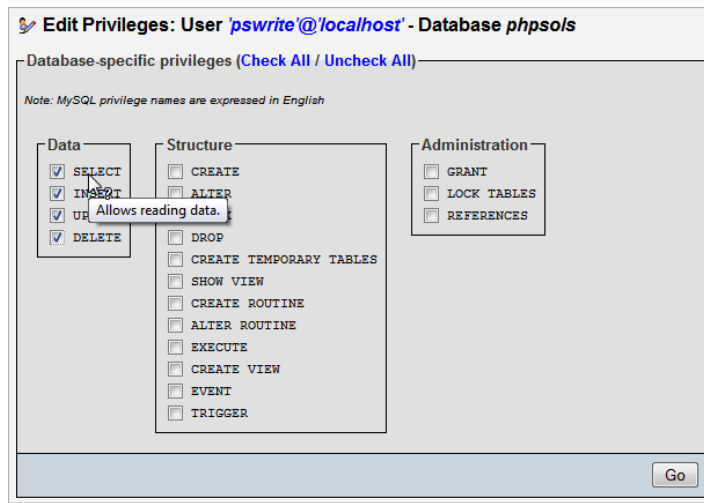 Edit Privileges: User 'pswrite'@'localhost' - Database phpsols
Database-specific privileges (Check All / Uncheck All)
Note: MySQL privilege names are expressed in English
Data
SELECT
INSERT
Allows reading data.
DELETE
Structure
CREATE
ALTER
DROP
CREATE TEMPORARY TABLES
SHOW VIEW
CREATE ROUTINE
ALTER ROUTINE
EXECUTE
CREATE VIEW
EVENT
TRIGGER
Administration
GRANT
LOCK TABLES
REFERENCES
Go